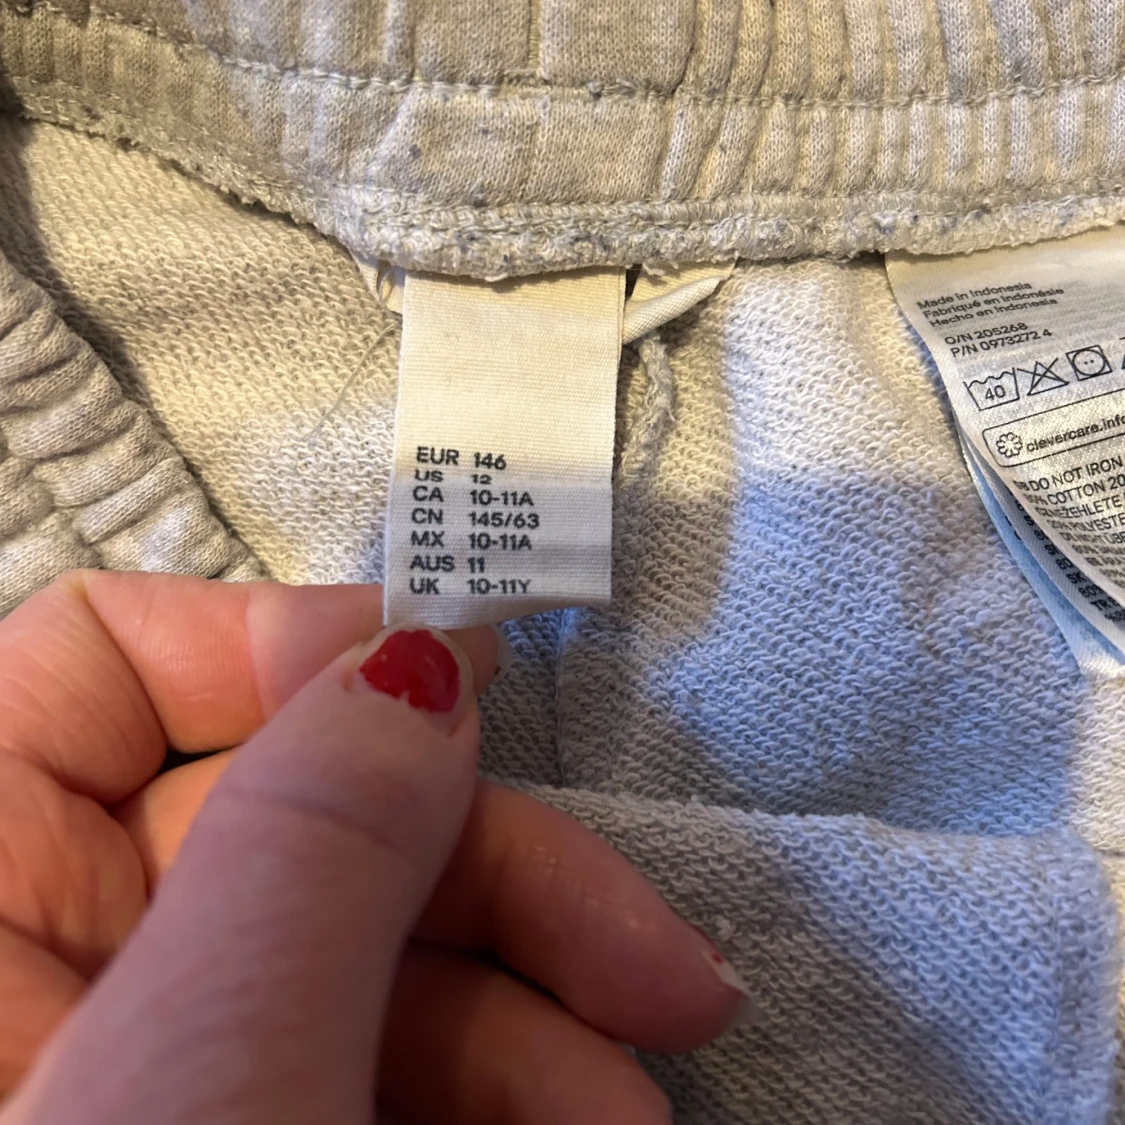 EUR 146
US 12
CA 10-11A
CN 145/63
MX 10-11A
AUS 11
UK 10-11Y
Made in Indonesia
Fabriqué en Indonésie
Hecho en Indonesia
O/N 205268
P/N 0973272 4
40
clevercare.info
DO NOT IRON
COTTON 20